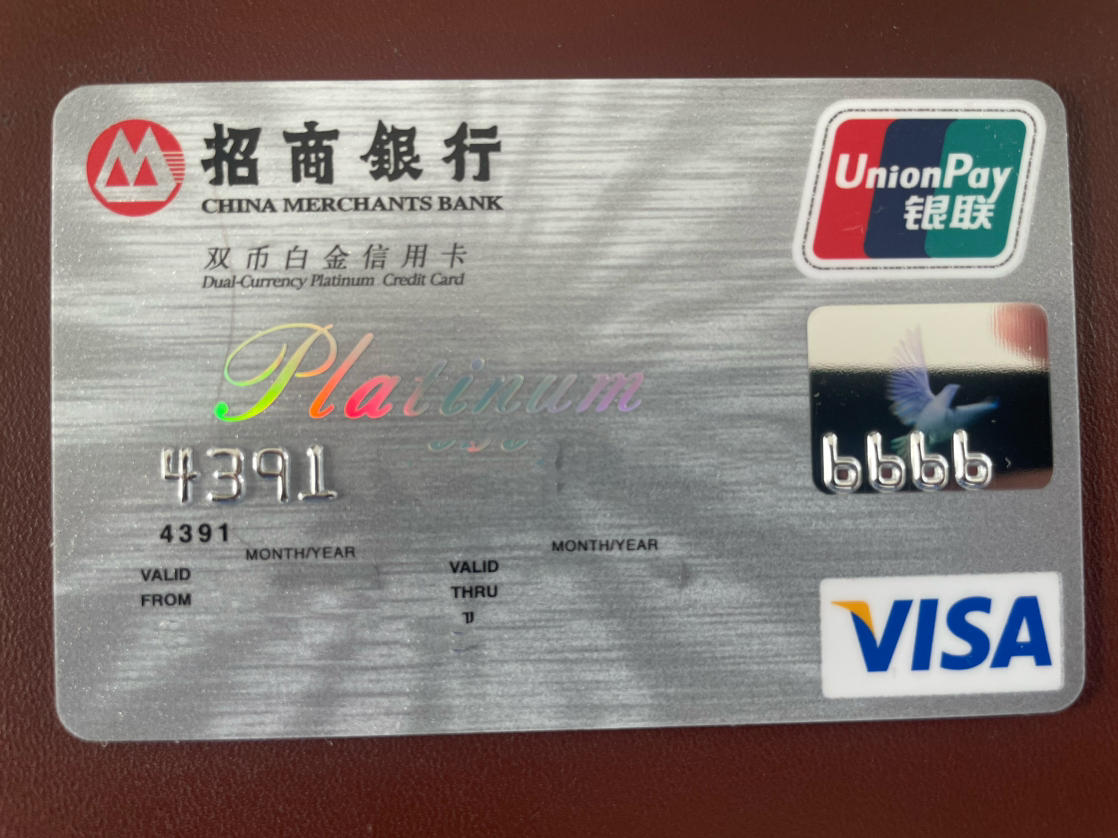 招商銀行
CHINA MERCHANTS BANK
UnionPay
银联
双币白金信用卡
Dual-Currency Platinum Credit Card
Platinum
4391 6666
4391
MONTH/YEAR
MONTH/YEAR
VALID
FROM
VALID
THRU
VISA